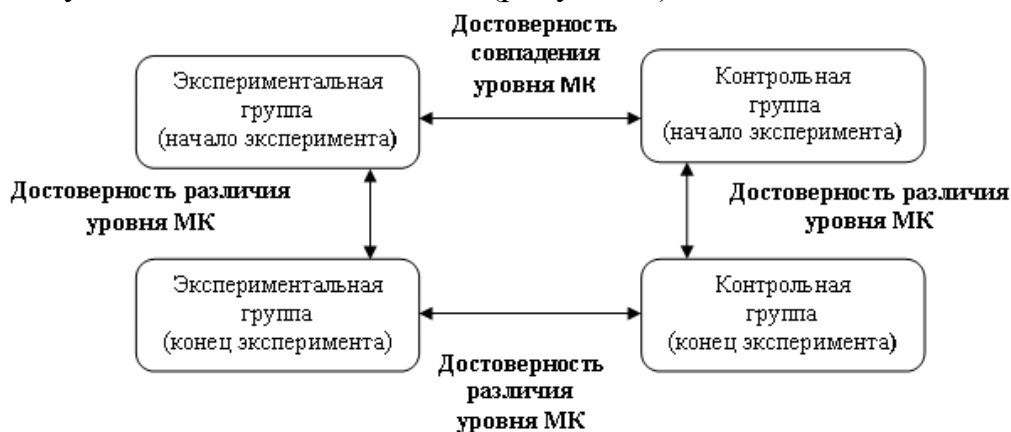 Достоверность
совпадения
уровня МК
Экспериментальная
группа
(начало эксперимента)
Контрольная
группа
(начало эксперимента)
Достоверность различия
уровня МК
Достоверность различия
уровня МК
Экспериментальная
группа
(конец эксперимента)
Контрольная
группа
(конец эксперимента)
Достоверность
различия
уровня МК